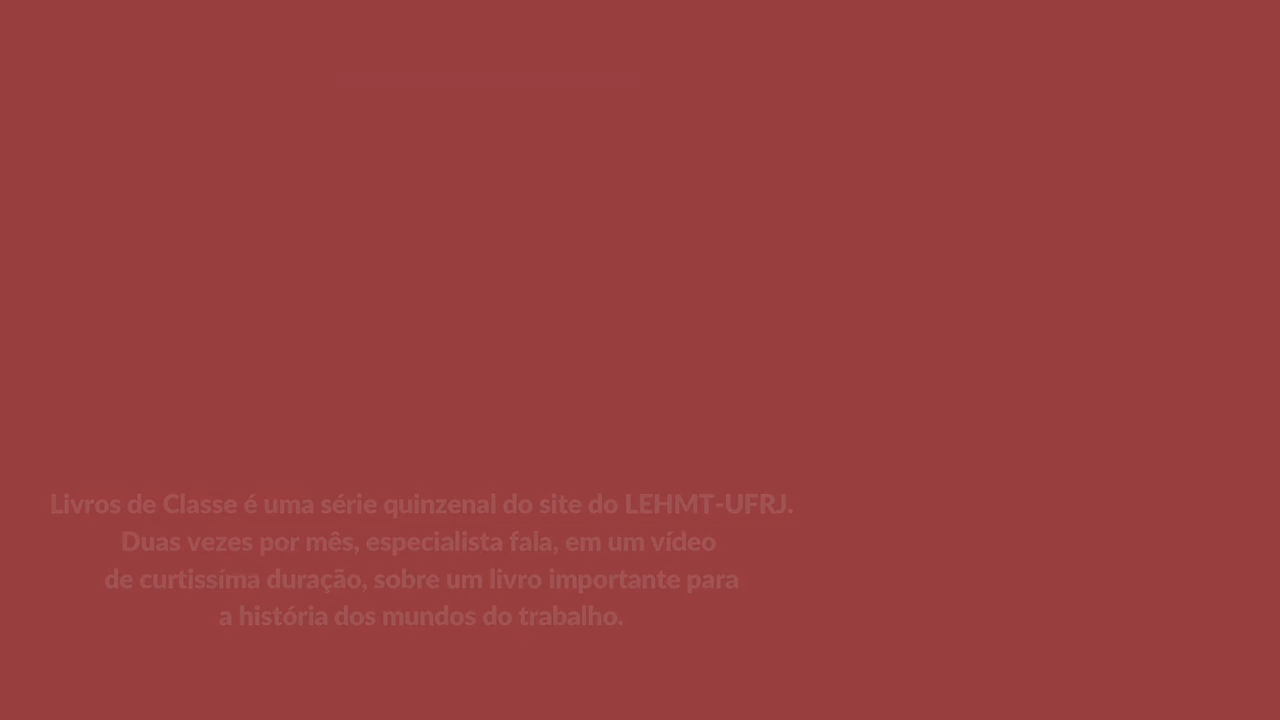 Livros de Classe é uma série quinzenal do site do LEHMT-UFRJ.
Duas vezes por mês, especialista fala, em um vídeo
de curtissíma duração, sobre um livro importante para
a história dos mundos do trabalho.